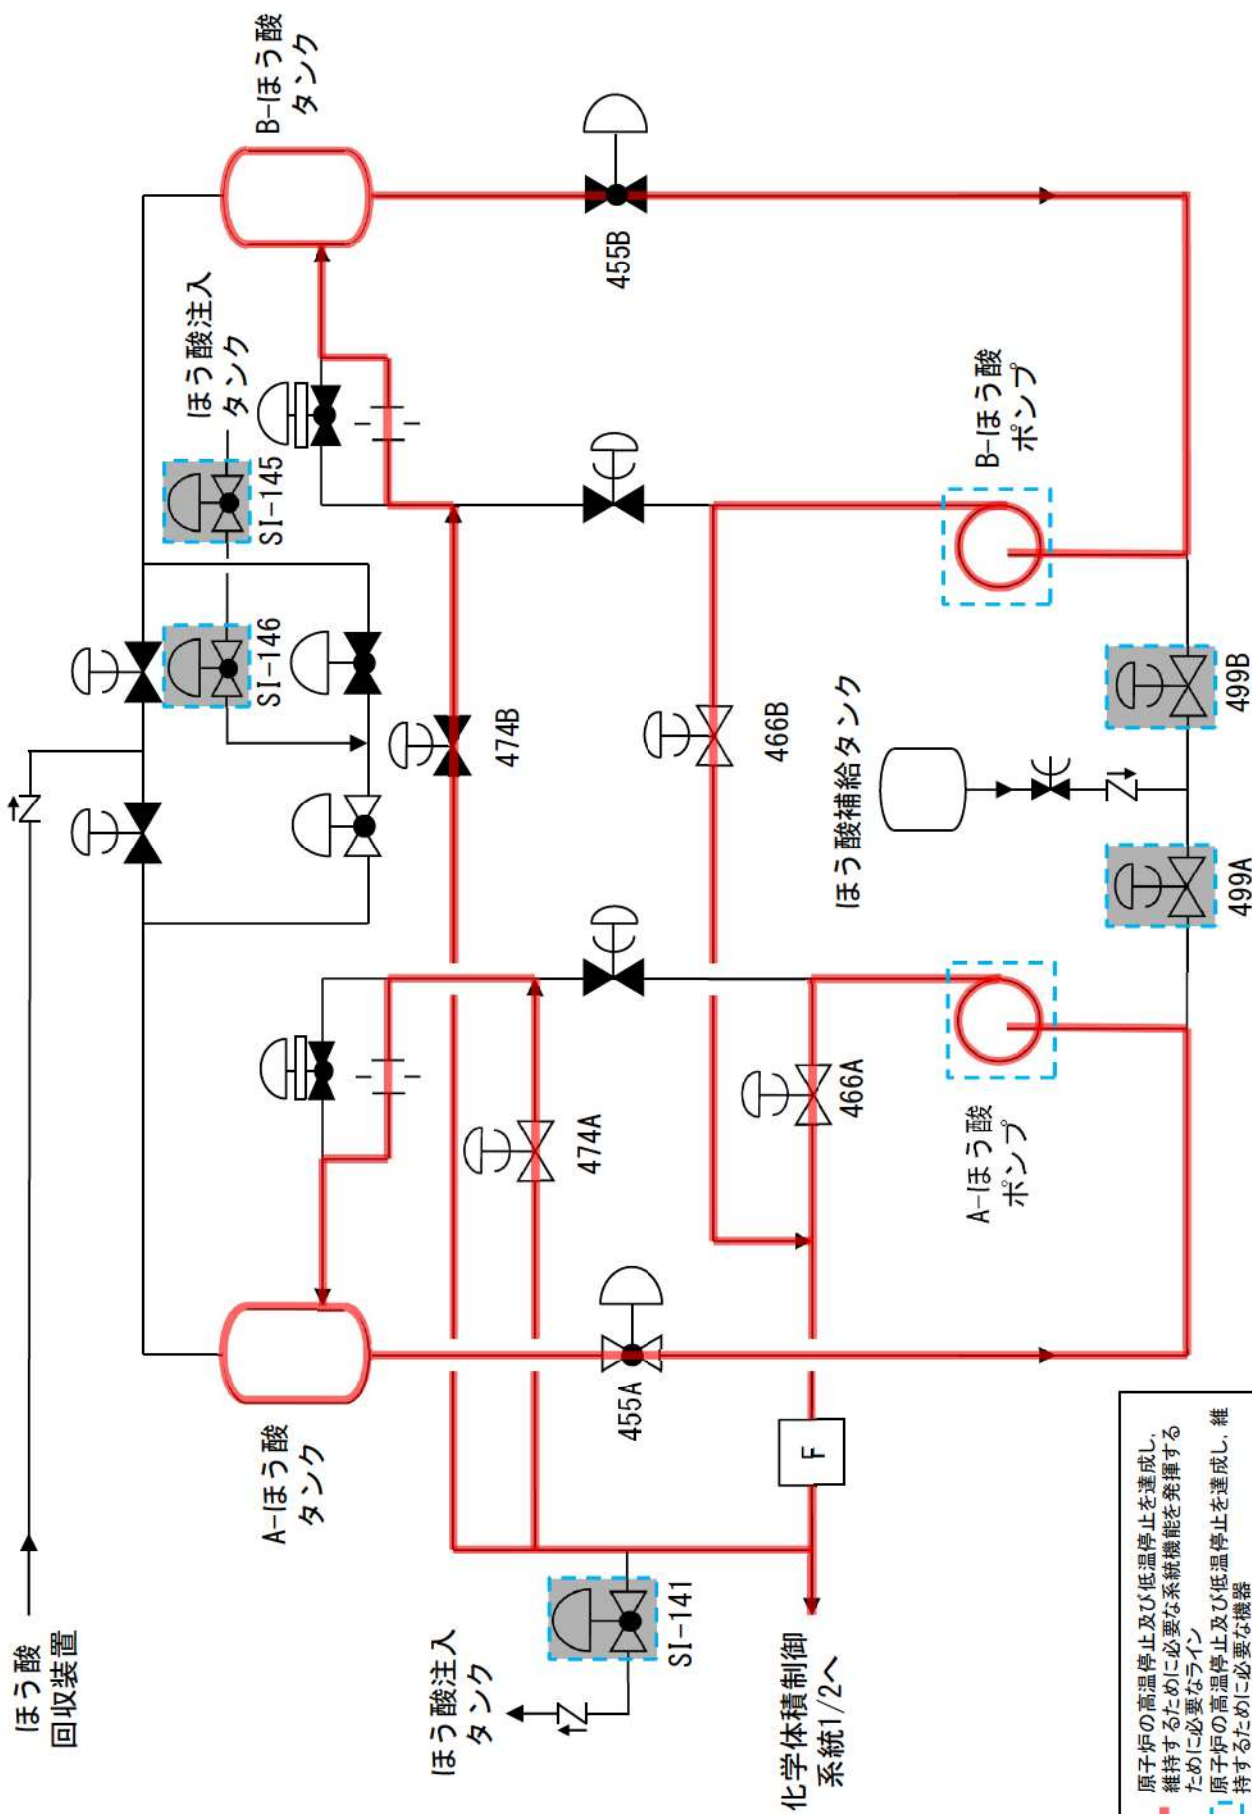 ほう酸
回収装置
A-ほう酸
タンク
B-ほう酸
タンク
ほう酸注入
タンク
SI-145
SI-146
474B
474A
455A
455B
466B
466A
ほう酸補給タンク
A-ほう酸
ポンプ
B-ほう酸
ポンプ
499A
499B
F
ほう酸注入
タンク
SI-141
化学体積制御
系統1/2へ
原子炉の高温停止及び低温停止を達成し,
維持するために必要な系統機能を発揮する
ために必要なライン
原子炉の高温停止及び低温停止を達成し,維
持するために必要な機器